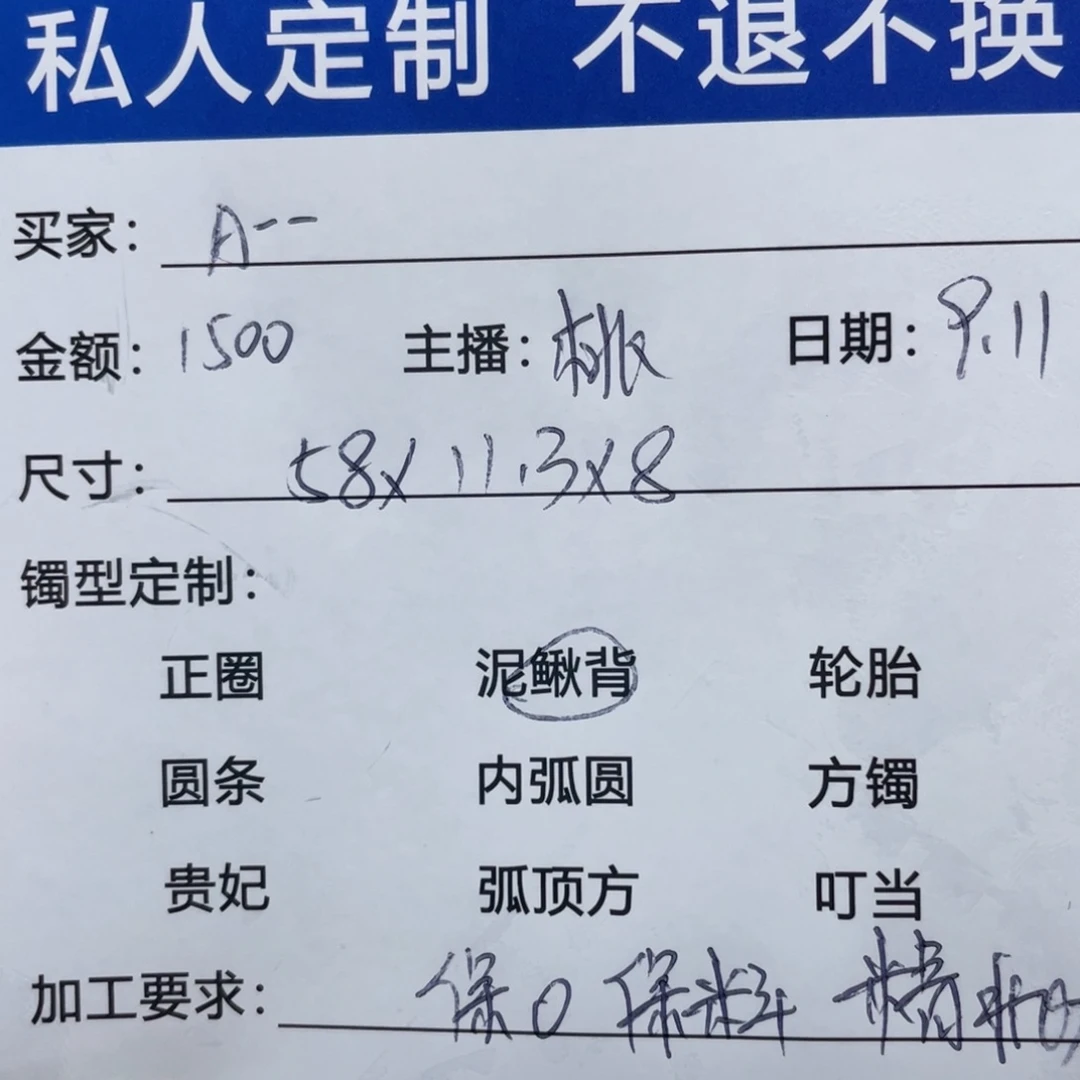 私人定制 不退不换
买家: A--
金额: 1500 主播: 桃 日期: 9.11
尺寸: 58x11.3x8
镯型定制:
正圈 泥鳅背 轮胎
圆条 内弧圆 方镯
贵妃 弧顶方 叮当
加工要求: 保0 保料 精